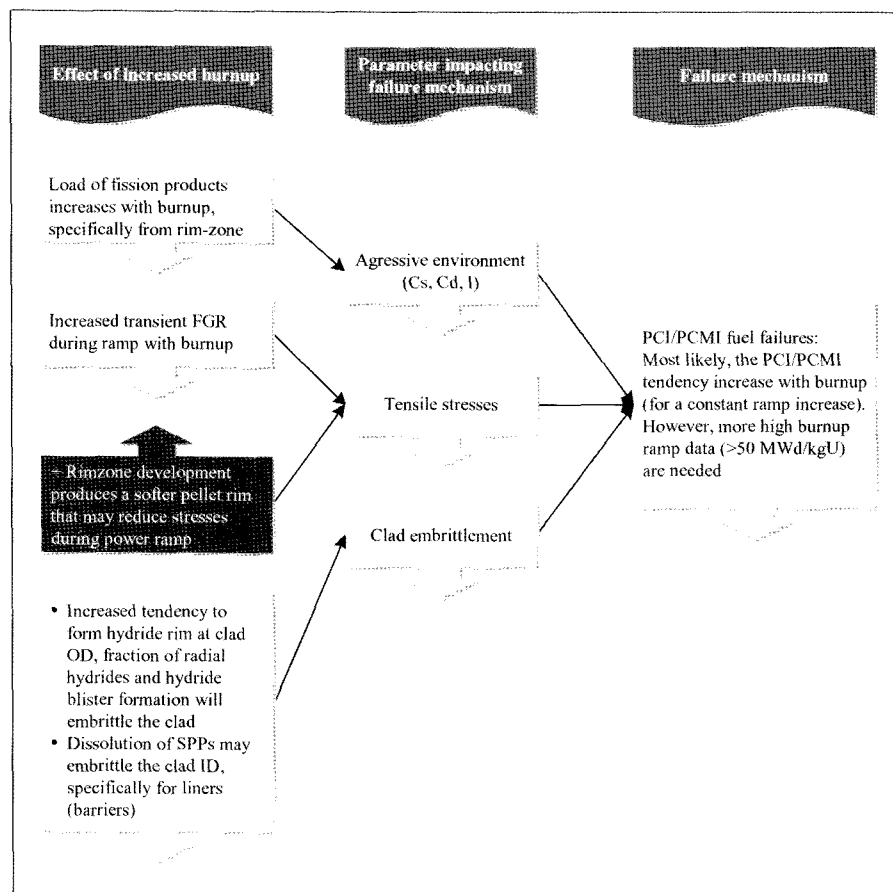 Effect of increased burnup
Parameter impacting
failure mechanism
Failure mechanism
Load of fission products
increases with burnup,
specifically from rim-zone
Increased transient FGR
during ramp with burnup
÷ Rimzone development
produces a softer pellet rim
that may reduce stresses
during power ramp
• Increased tendency to
form hydride rim at clad
OD, fraction of radial
hydrides and hydride
blister formation will
embrittle the clad
• Dissolution of SPPs may
embrittle the clad ID,
specifically for liners
(barriers)
Agressive environment
(Cs, Cd, I)
Tensile stresses
Clad embrittlement
PCI/PCMI fuel failures:
Most likely, the PCI/PCMI
tendency increase with burnup
(for a constant ramp increase).
However, more high burnup
ramp data (>50 MWd/kgU)
are needed